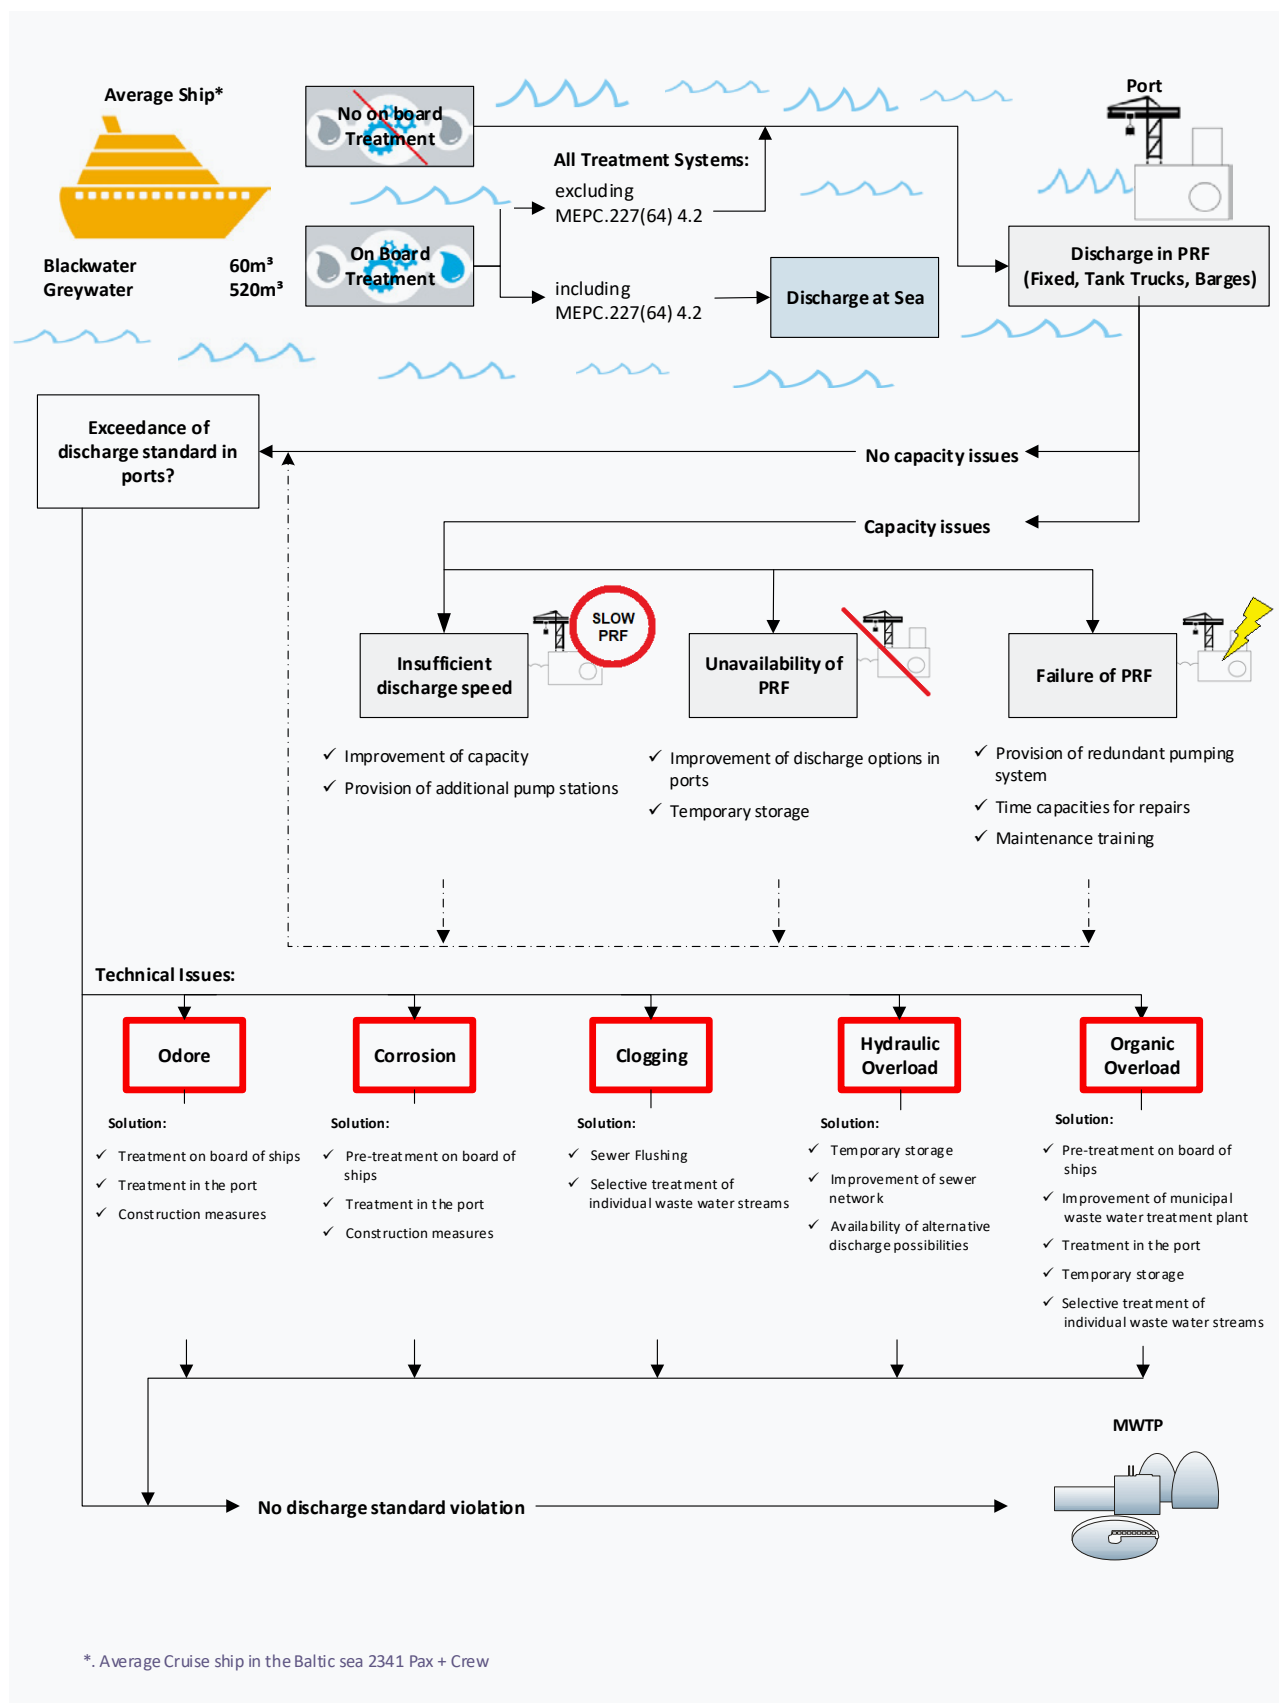 Average Ship*
Blackwater 60m³
Greywater 520m³
No on board
Treatment
On Board
Treatment
All Treatment Systems:
excluding
MEPC.227(64) 4.2
including
MEPC.227(64) 4.2
Discharge at Sea
Port
Discharge in PRF
(Fixed, Tank Trucks, Barges)
Exceedance of
discharge standard in
ports?
No capacity issues
Capacity issues
Insufficient
discharge speed
SLOW
PRF
Unavailability of
PRF
Failure of PRF
✓ Improvement of capacity
✓ Provision of additional pump stations
✓ Improvement of discharge options in
ports
✓ Temporary storage
✓ Provision of redundant pumping
system
✓ Time capacities for repairs
✓ Maintenance training
Technical Issues:
Odore
Solution:
✓ Treatment on board of ships
✓ Treatment in the port
✓ Construction measures
Corrosion
Solution:
✓ Pre-treatment on board of
ships
✓ Treatment in the port
✓ Construction measures
Clogging
Solution:
✓ Sewer Flushing
✓ Selective treatment of
individual waste water streams
Hydraulic
Overload
Solution:
✓ Temporary storage
✓ Improvement of sewer
network
✓ Availability of alternative
discharge possibilities
Organic
Overload
Solution:
✓ Pre-treatment on board of
ships
✓ Improvement of municipal
waste water treatment plant
✓ Treatment in the port
✓ Temporary storage
✓ Selective treatment of
individual waste water streams
No discharge standard violation
MWTP
*. Average Cruise ship in the Baltic sea 2341 Pax + Crew